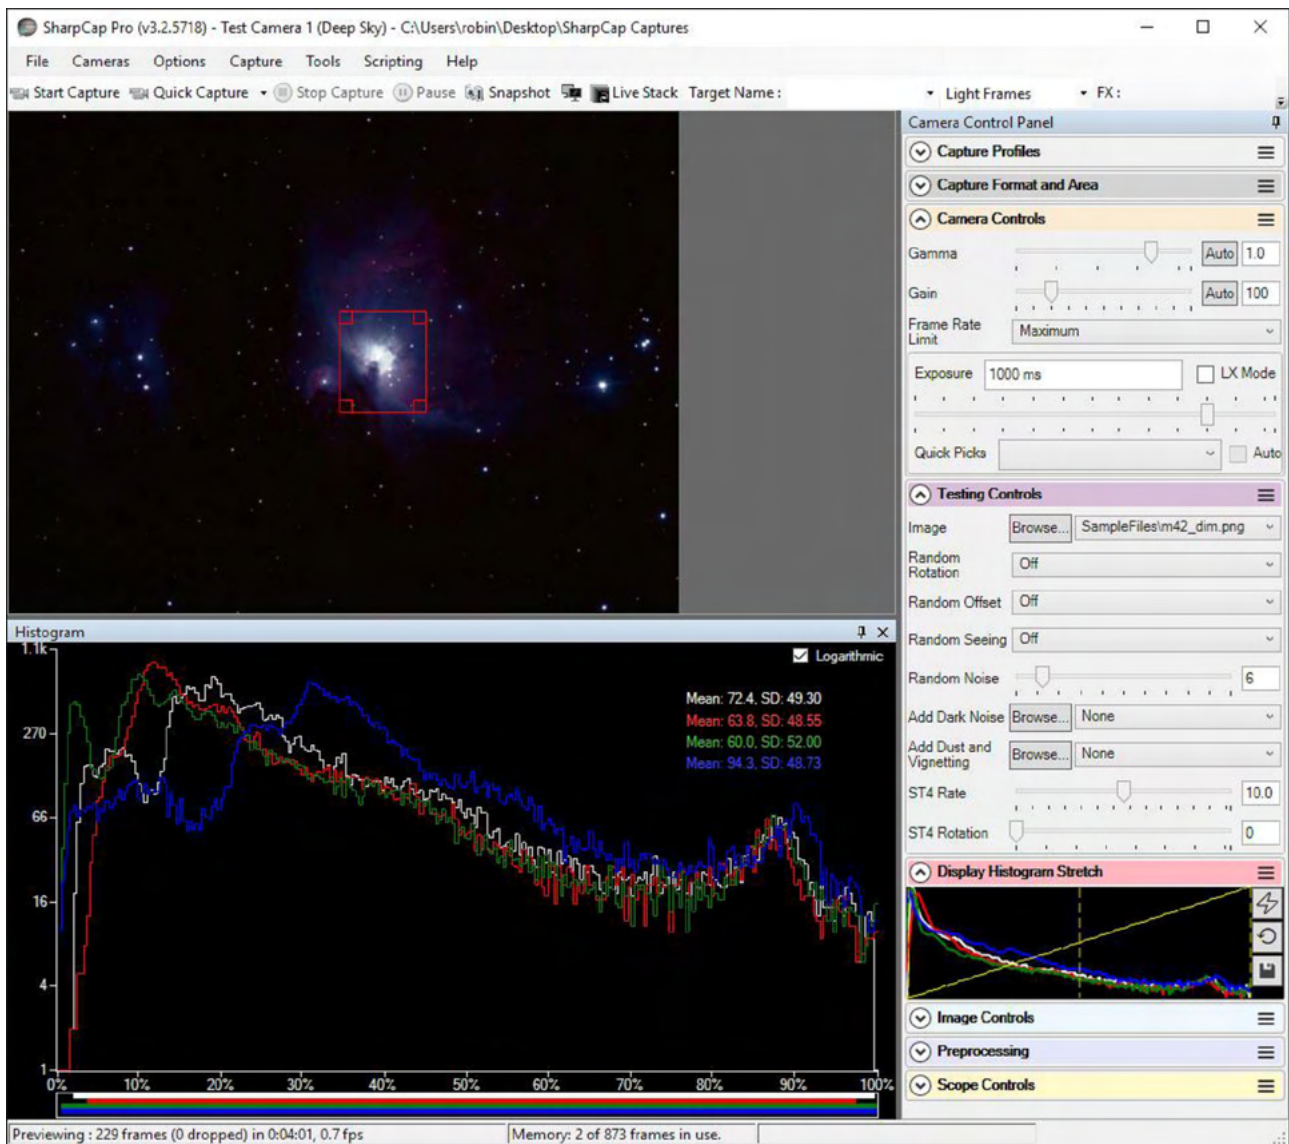 SharpCap Pro (v3.2.5718) - Test Camera 1 (Deep Sky) - C:\Users\robin\Desktop\SharpCap Captures
File Cameras Options Capture Tools Scripting Help
Start Capture Quick Capture Stop Capture Pause Snapshot Live Stack Target Name : Light Frames FX :
Camera Control Panel
Capture Profiles
Capture Format and Area
Camera Controls
Gamma Auto 1.0
Gain Auto 100
Frame Rate Limit Maximum
Exposure 1000 ms LX Mode
Quick Picks Auto
Testing Controls
Image Browse... SampleFiles\m42_dim.png
Random Rotation Off
Random Offset Off
Random Seeing Off
Random Noise 6
Add Dark Noise Browse... None
Add Dust and Vignetting Browse... None
ST4 Rate 10.0
ST4 Rotation 0
Display Histogram Stretch
Image Controls
Preprocessing
Scope Controls
Histogram
Logarithmic
Mean: 72.4, SD: 49.30
Mean: 63.8, SD: 48.55
Mean: 60.0, SD: 52.00
Mean: 94.3, SD: 48.73
1.1k
270
66
16
4
1
0% 10% 20% 30% 40% 50% 60% 70% 80% 90% 100%
Previewing : 229 frames (0 dropped) in 0:04:01, 0.7 fps Memory: 2 of 873 frames in use.